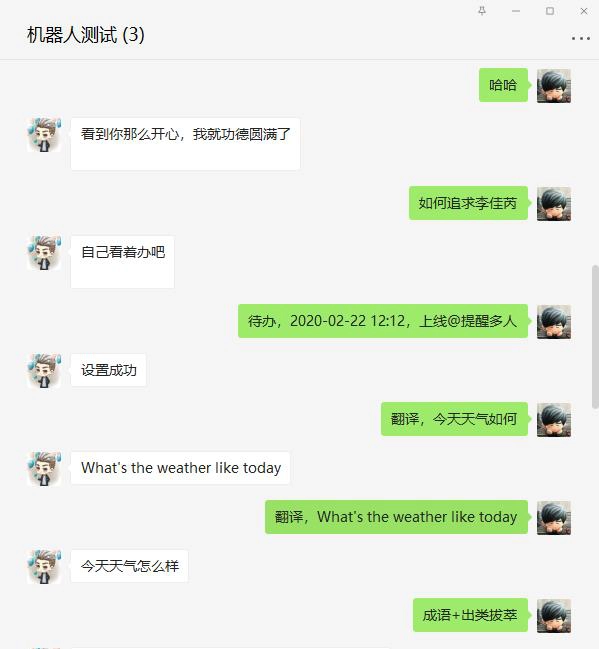 机器人测试 (3)
哈哈
看到你那么开心，我就功德圆满了
如何追求李佳芮
自己看着办吧
待办，2020-02-22 12:12，上线@提醒多人
设置成功
翻译，今天天气如何
What's the weather like today
翻译，What's the weather like today
今天天气怎么样
成语+出类拔萃